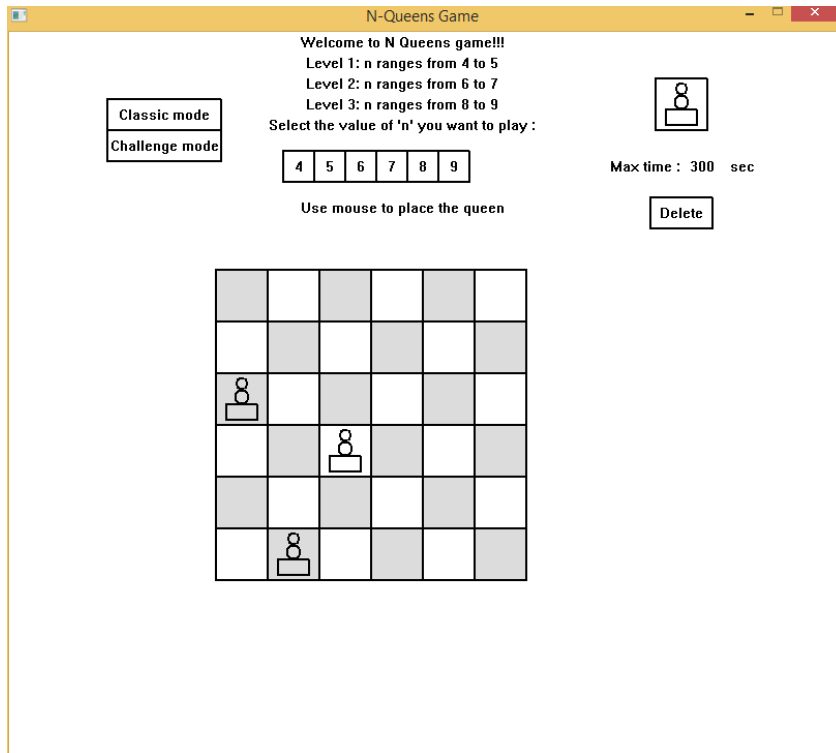 N-Queens Game
Welcome to N Queens game!!!
Level 1: n ranges from 4 to 5
Level 2: n ranges from 6 to 7
Level 3: n ranges from 8 to 9
Select the value of 'n' you want to play :
Classic mode
Challenge mode
4 5 6 7 8 9
Max time : 300 sec
Use mouse to place the queen
Delete